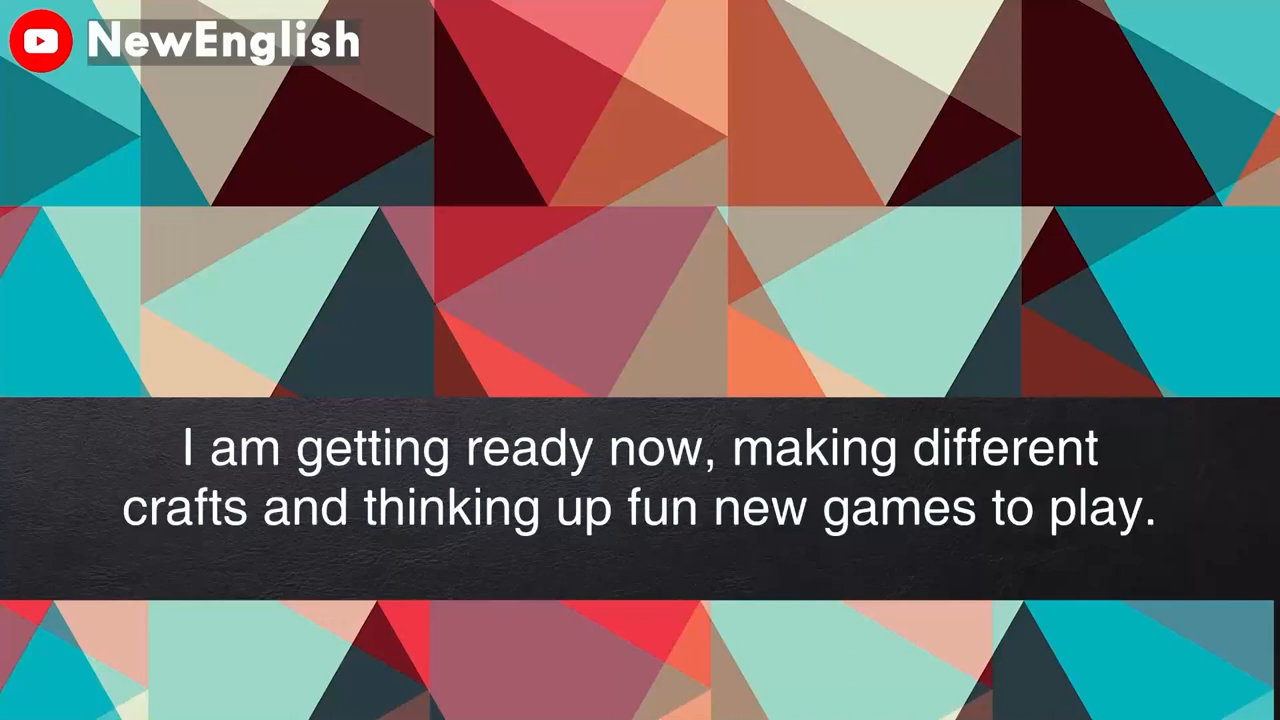 NewEnglish
I am getting ready now, making different
crafts and thinking up fun new games to play.